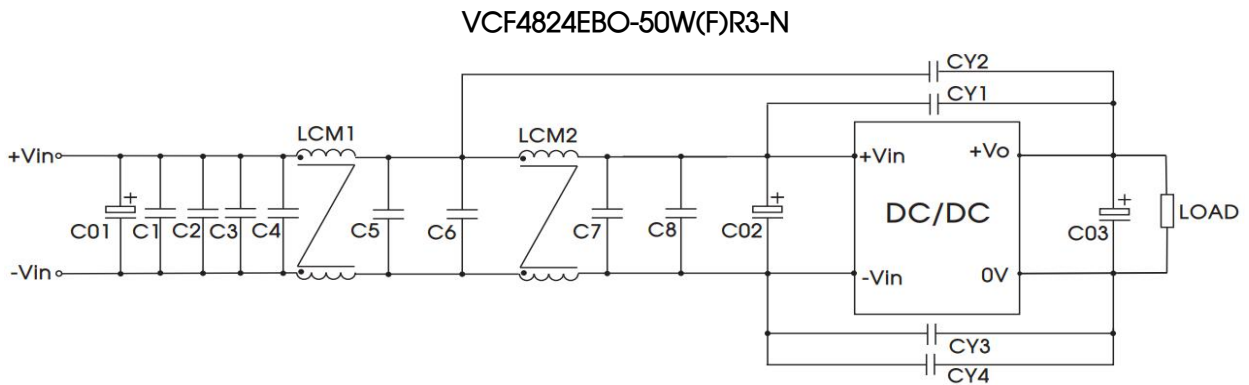 VCF4824EBO-50W(F)R3-N
CY2
CY1
LCM1
LCM2
+Vin
+Vin
+Vo
+
+
+
C01
C1
C2
C3
C4
C5
C6
C7
C8
C02
DC/DC
C03
LOAD
-Vin
-Vin
0V
CY3
CY4